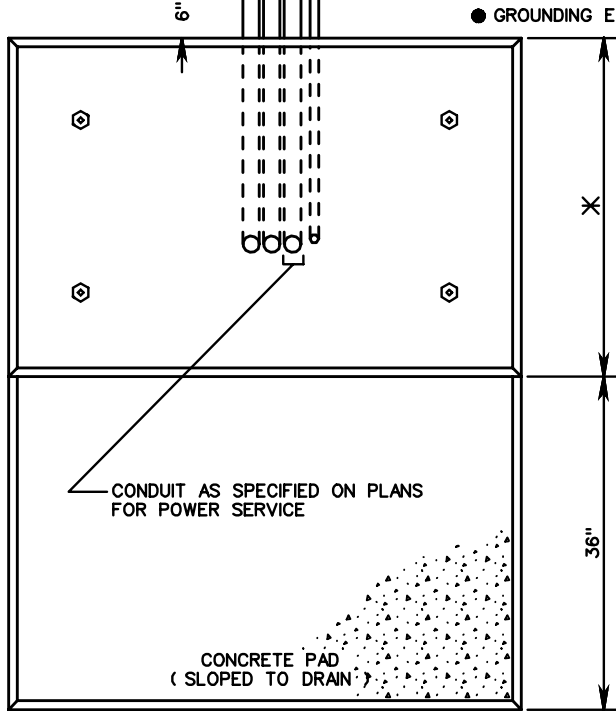 6"
● GROUNDING E
36"
CONDUIT AS SPECIFIED ON PLANS
FOR POWER SERVICE
CONCRETE PAD
( SLOPED TO DRAIN )